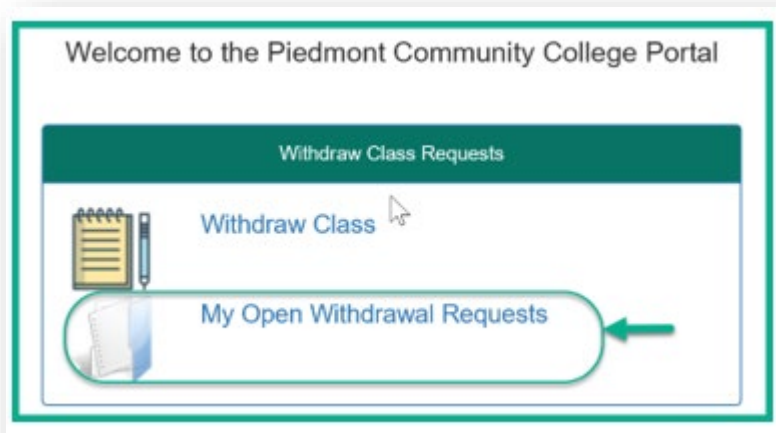 Welcome to the Piedmont Community College Portal
Withdraw Class Requests
Withdraw Class
My Open Withdrawal Requests